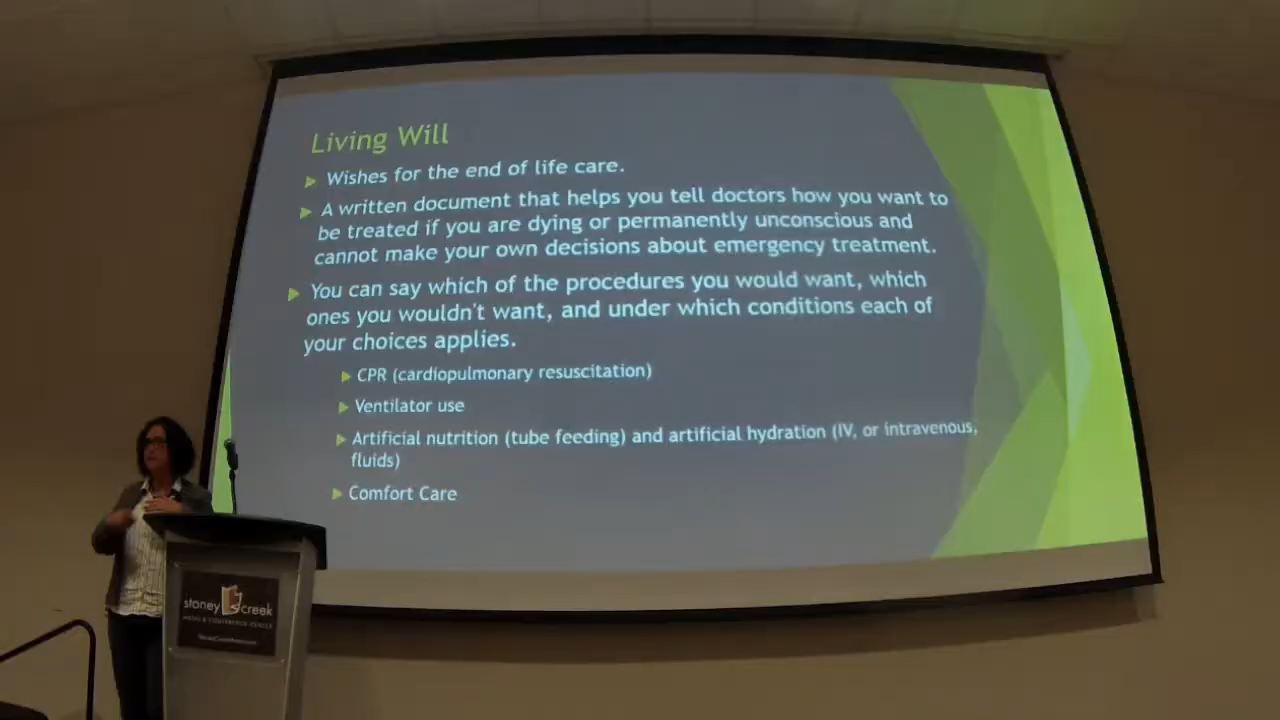 Living Will
Wishes for the end of life care.
A written document that helps you tell doctors how you want to
be treated if you are dying or permanently unconscious and
cannot make your own decisions about emergency treatment.
You can say which of the procedures you would want, which
ones you wouldn't want, and under which conditions each of
your choices applies.
CPR (cardiopulmonary resuscitation)
Ventilator use
Artificial nutrition (tube feeding) and artificial hydration (IV, or intravenous,
fluids)
Comfort Care
stoney creek
HOTEL & CONFERENCE CENTER